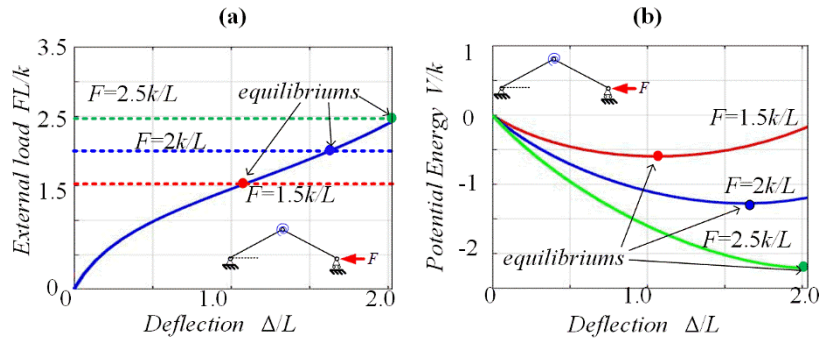 (a)
3.5
2.5
1.5
0
0
1.0
2.0
External load FL/k
Deflection Δ/L
F=2.5k/L
equilibriums
F=2k/L
F=1.5k/L
F
(b)
1
0
-1
-2
0
1.0
2.0
Potential Energy V/k
Deflection Δ/L
F
F=1.5k/L
F=2k/L
F=2.5k/L
equilibriums